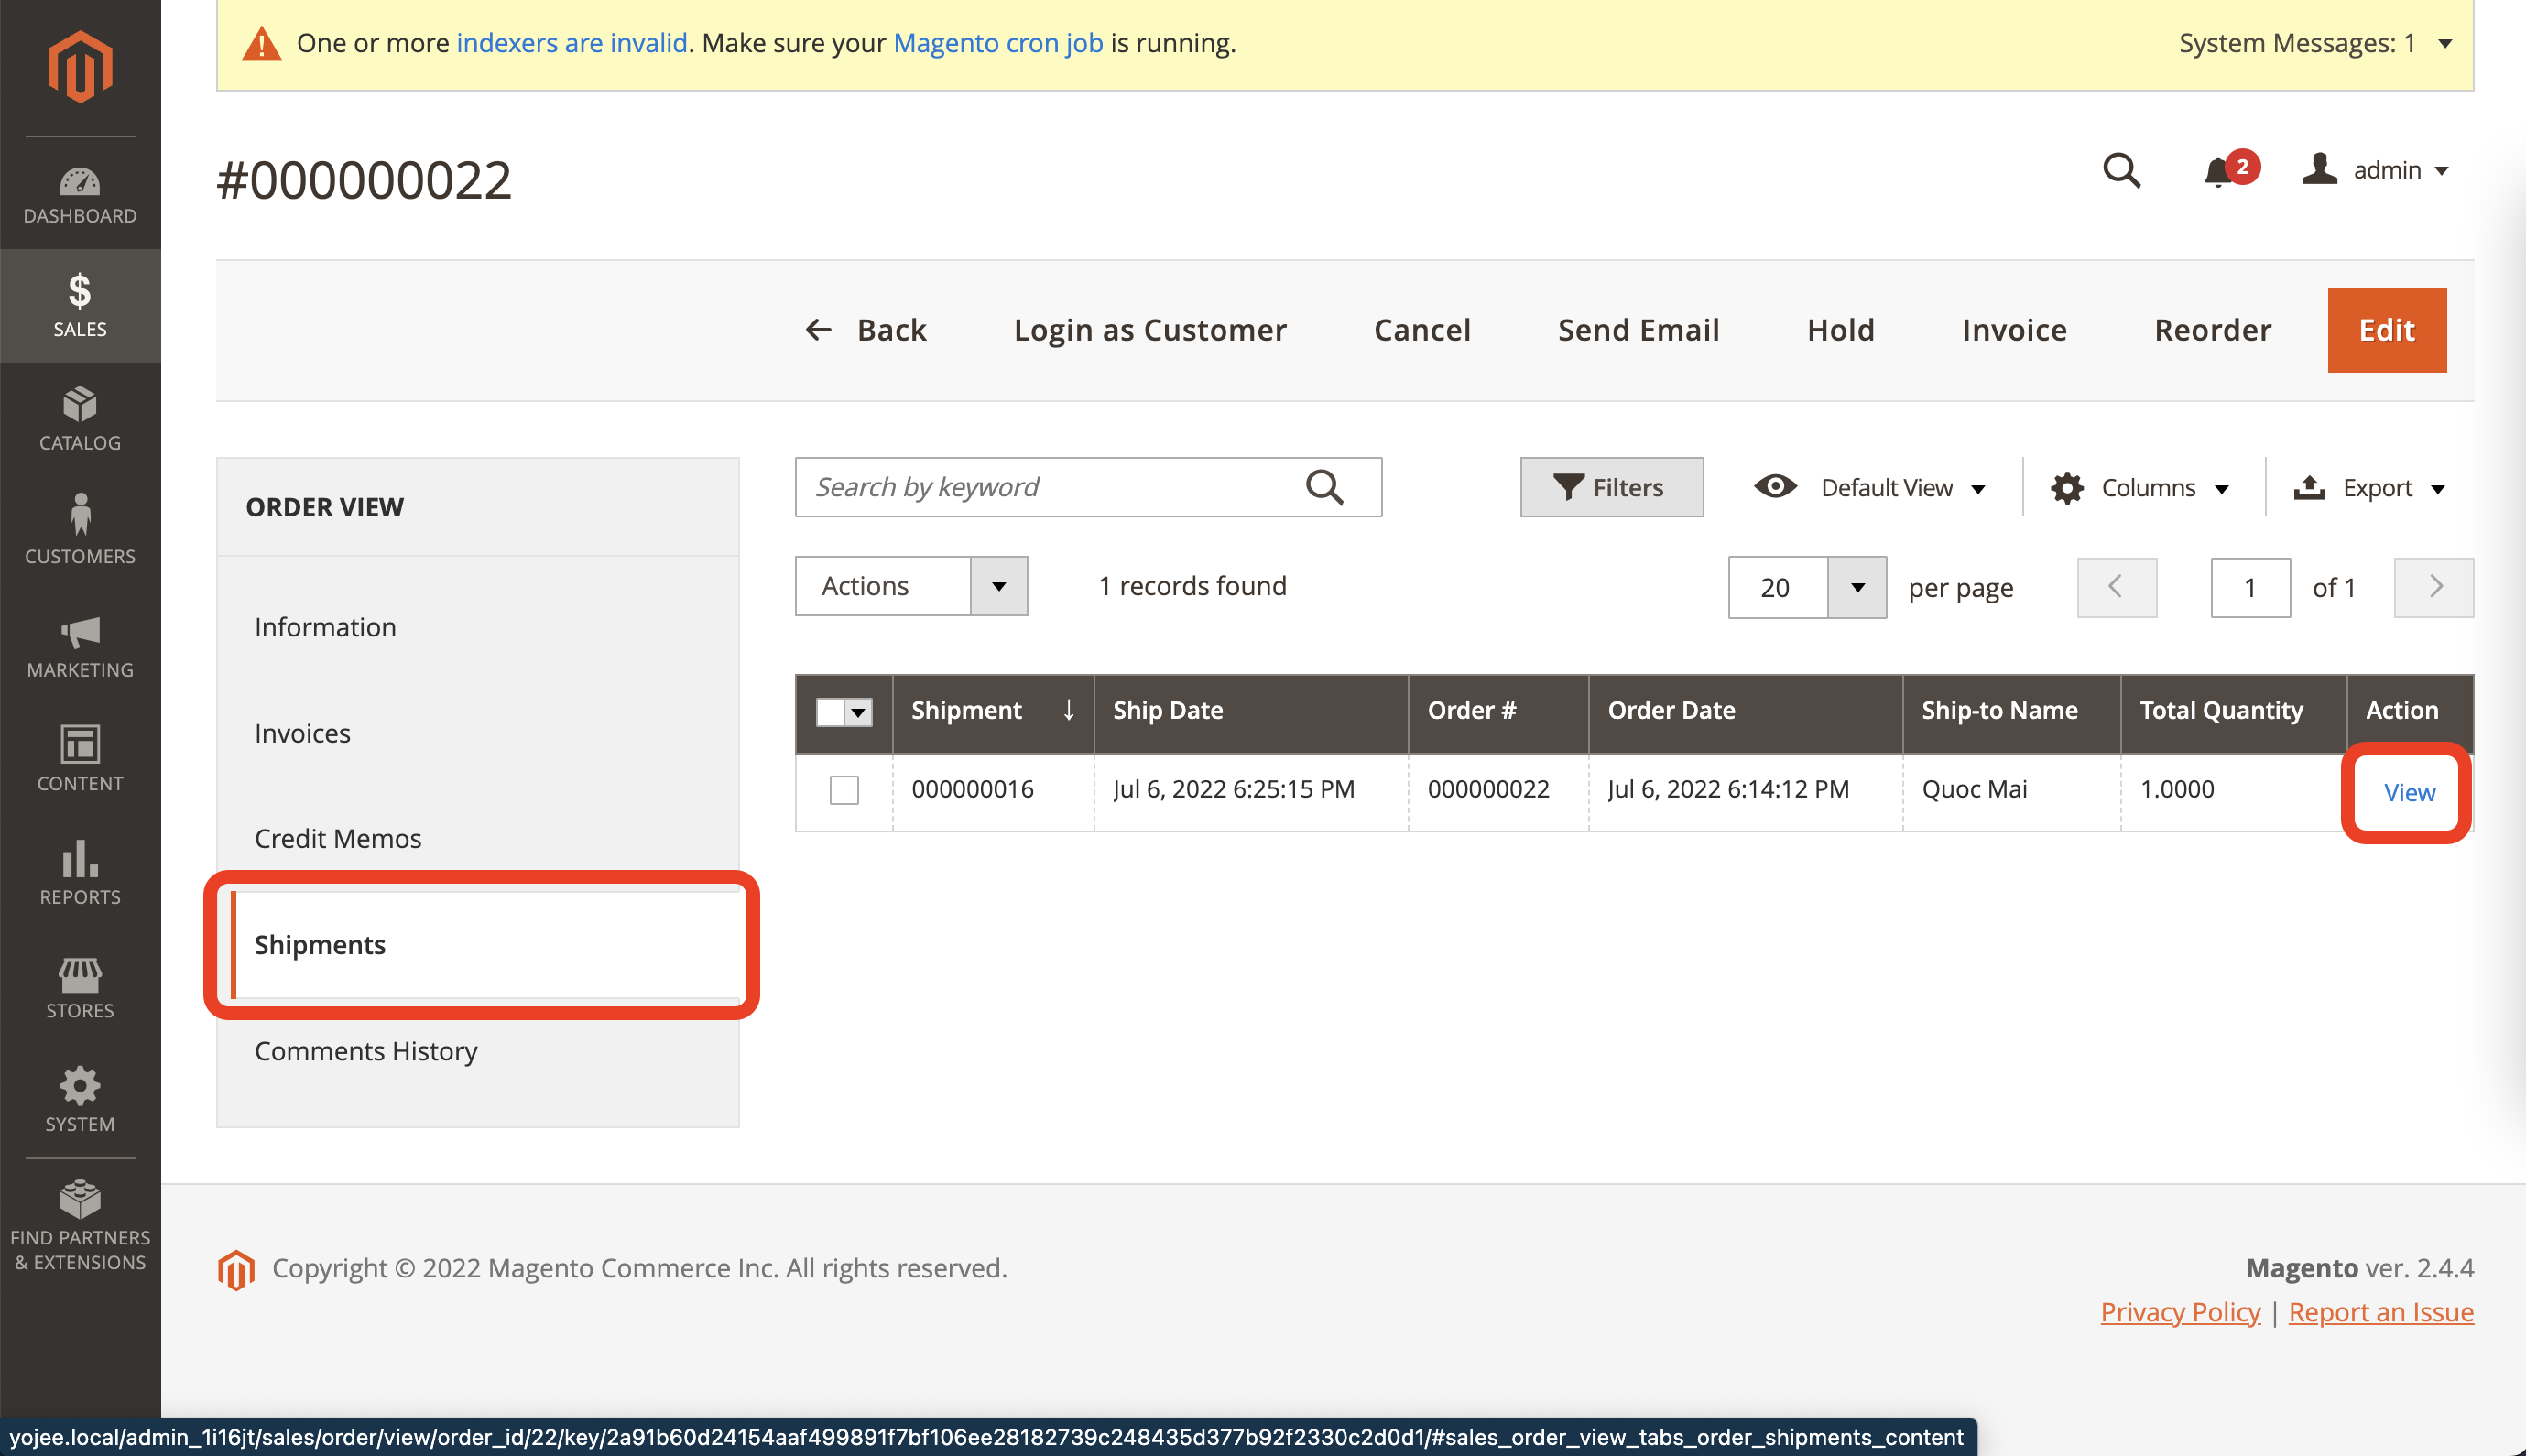 One or more indexers are invalid. Make sure your Magento cron job is running.
System Messages: 1
#000000022
2
admin
DASHBOARD
$
SALES
CATALOG
CUSTOMERS
MARKETING
CONTENT
REPORTS
STORES
SYSTEM
FIND PARTNERS
& EXTENSIONS
← Back Login as Customer Cancel Send Email Hold Invoice Reorder Edit
ORDER VIEW
Information
Invoices
Credit Memos
Shipments
Comments History
Search by keyword
Filters Default View Columns Export
Actions 1 records found 20 per page 1 of 1
Shipment ↓ Ship Date Order # Order Date Ship-to Name Total Quantity Action
000000016 Jul 6, 2022 6:25:15 PM 000000022 Jul 6, 2022 6:14:12 PM Quoc Mai 1.0000 View
Copyright © 2022 Magento Commerce Inc. All rights reserved.
Magento ver. 2.4.4
Privacy Policy | Report an Issue
yojee.local/admin_1i16jt/sales/order/view/order_id/22/key/2a91b60d24154aaf499891f7bf106ee28182739c248435d377b92f2330c2d0d1/#sales_order_view_tabs_order_shipments_content